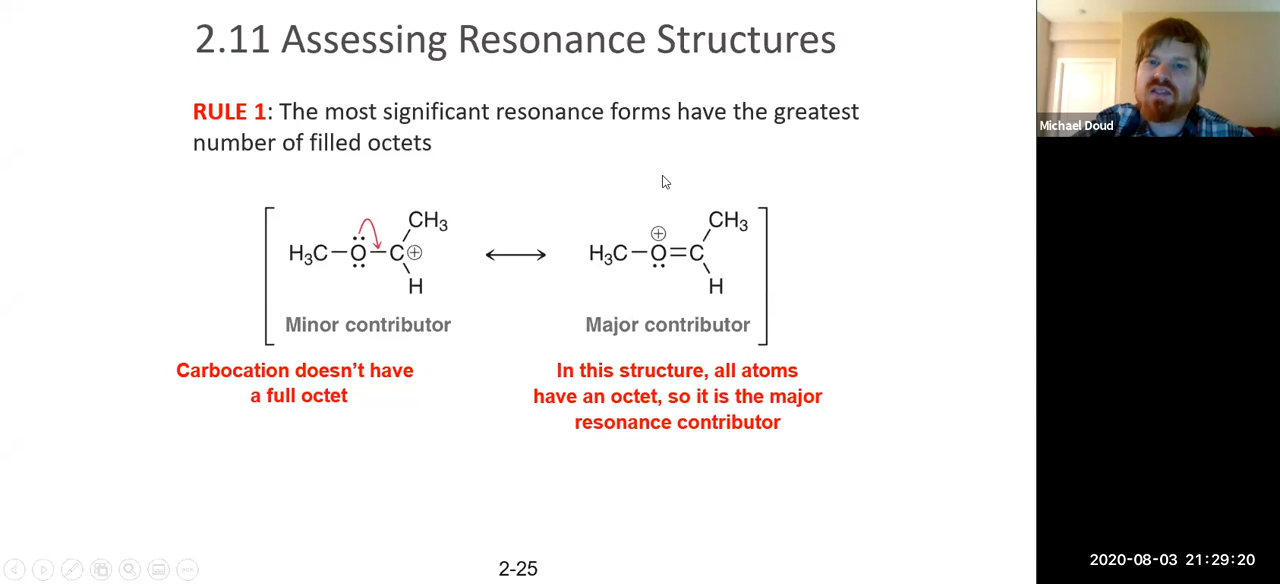 2.11 Assessing Resonance Structures
RULE 1: The most significant resonance forms have the greatest
number of filled octets
CH₃
H₃C–O–C⊕
H
Minor contributor
Carbocation doesn't have
a full octet
CH₃
⊕
H₃C–O=C
H
Major contributor
In this structure, all atoms
have an octet, so it is the major
resonance contributor
2-25
Michael Doud
2020-08-03 21:29:20